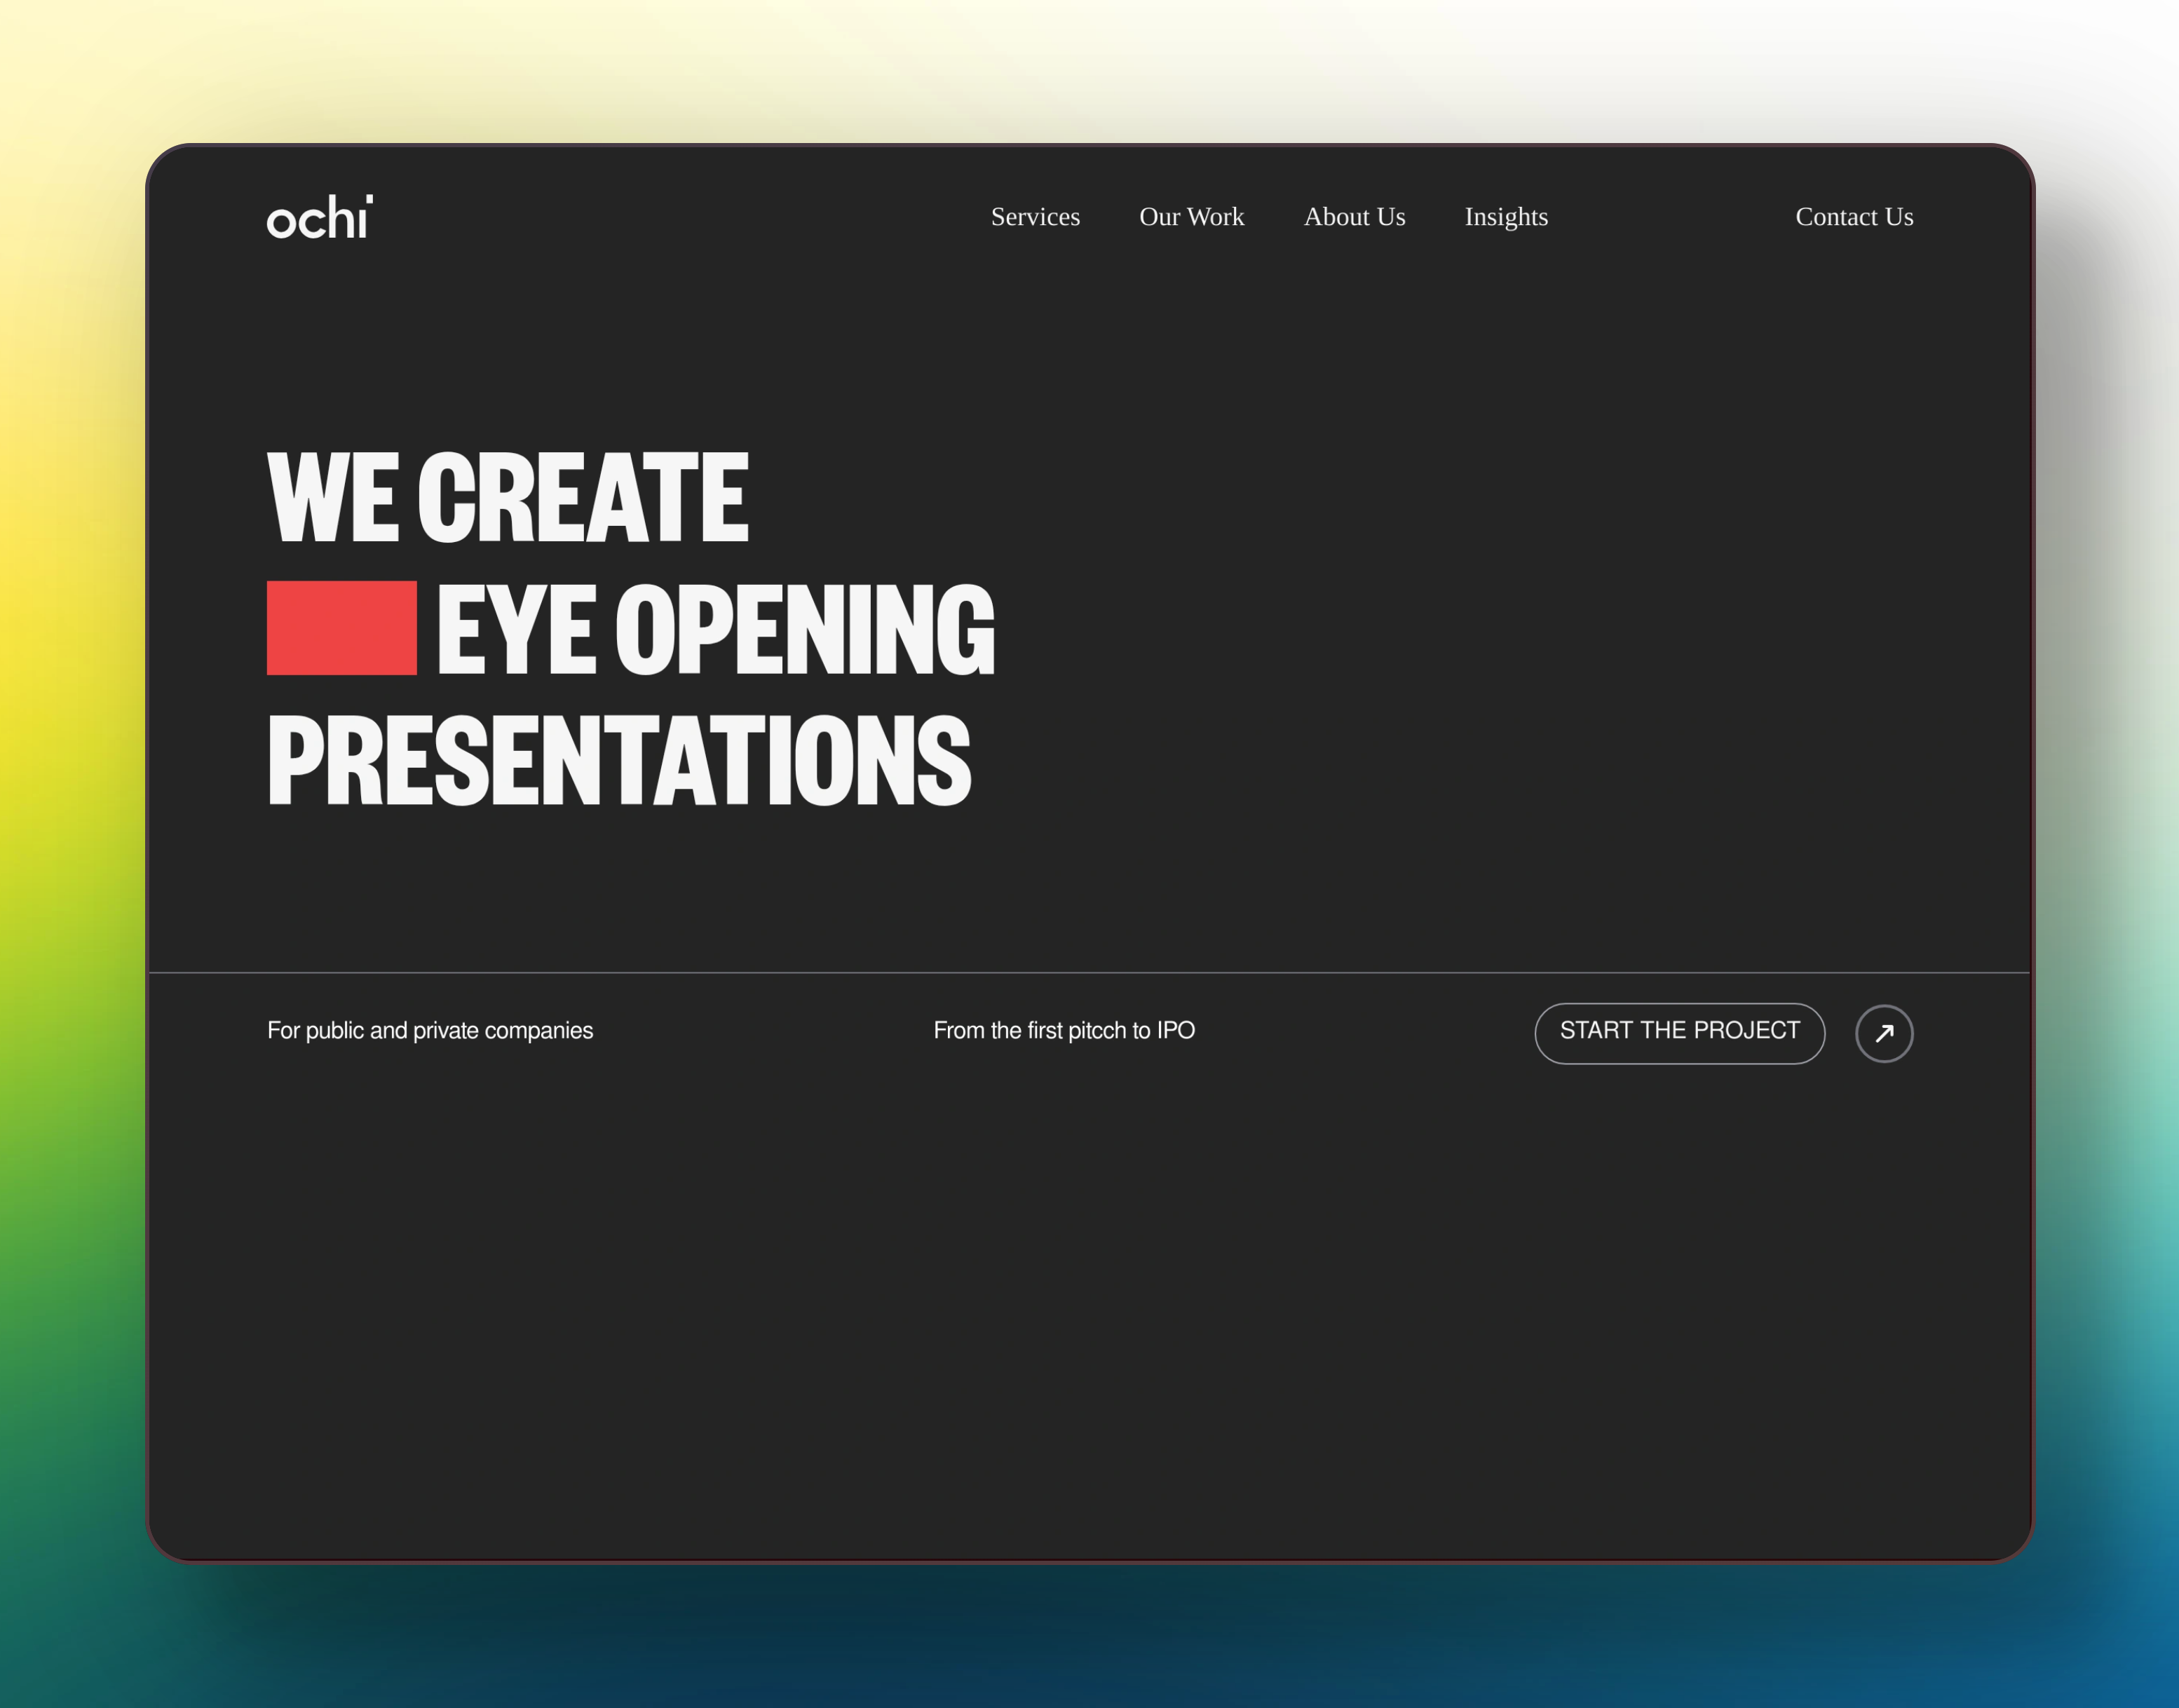 ochi
Services Our Work About Us Insights Contact Us
WE CREATE
EYE OPENING
PRESENTATIONS
For public and private companies From the first pitcch to IPO START THE PROJECT